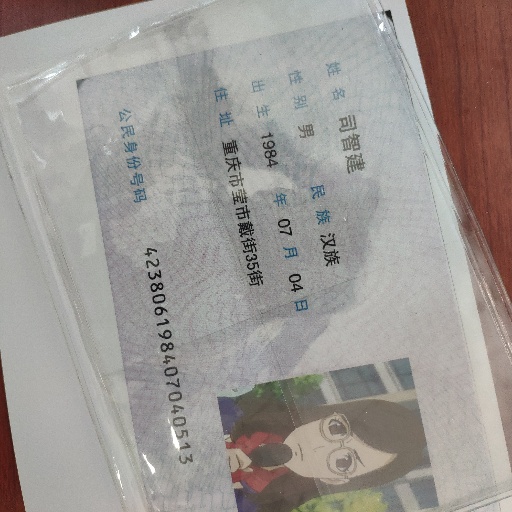 姓名 司智建
性别 男 民族 汉族
出生 1984 年 07 月 04 日
住址 重庆市莹市戴街35街
公民身份号码 423806198407040513